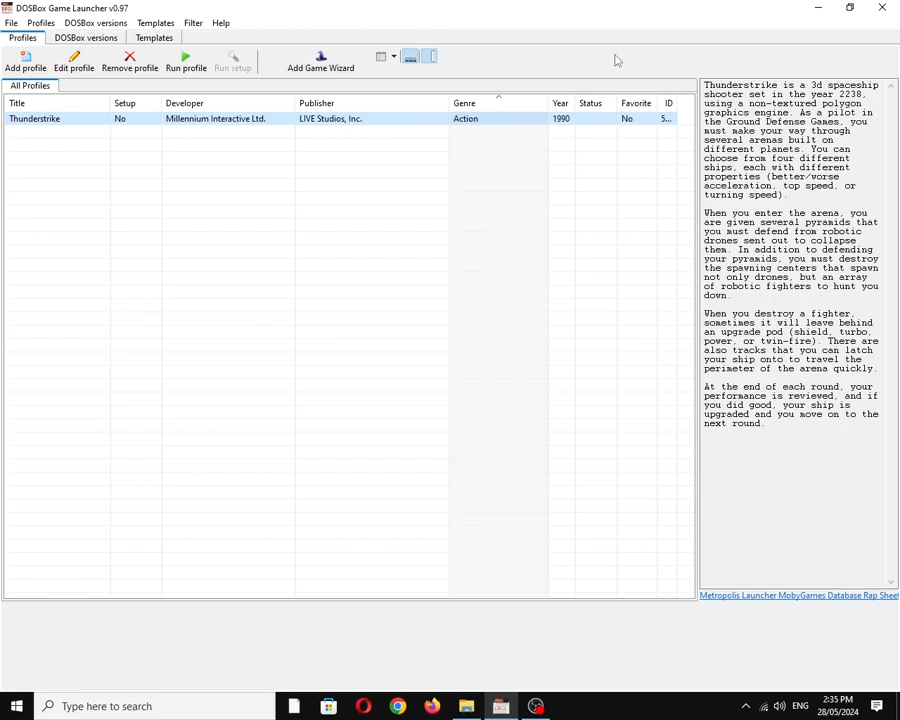 DOSBox Game Launcher v0.97
File Profiles DOSBox versions Templates Filter Help
Profiles DOSBox versions Templates
Add profile Edit profile Remove profile Run profile Run setup Add Game Wizard
All Profiles
Title Setup Developer Publisher Genre Year Status Favorite ID
Thunderstrike No Millennium Interactive Ltd. LIVE Studios, Inc. Action 1990 No 5...
Thunderstrike is a 3d spaceship
shooter set in the year 2238,
using a non-textured polygon
graphics engine. As a pilot in
the Ground Defense Games, you
must make your way through
several arenas built on
different planets. You can
choose from four different
ships, each with different
properties (better/worse
acceleration, top speed, or
turning speed).
When you enter the arena, you
are given several pyramids that
you must defend from robotic
drones sent out to collapse
them. In addition to defending
your pyramids, you must destroy
the spawning centers that spawn
not only drones, but an array
of robotic fighters to hunt you
down.
When you destroy a fighter,
sometimes it will leave behind
an upgrade pod (shield, turbo,
power, or twin-fire). There are
also tracks that you can latch
your ship onto to travel the
perimeter of the arena quickly.
At the end of each round, your
performance is reviewed, and if
you did good, your ship is
upgraded and you move on to the
next round.
Metropolis Launcher MobyGames Database Rap Sheet
Type here to search
ENG
2:35 PM
28/05/2024